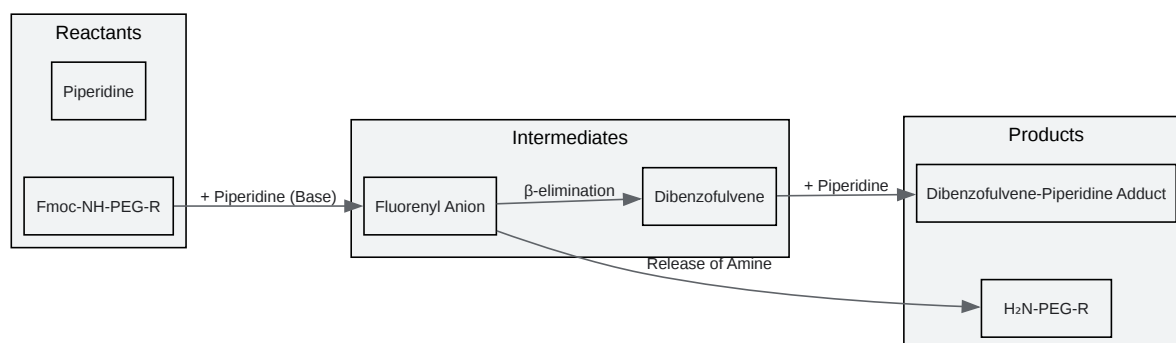 Reactants
Piperidine
Fmoc-NH-PEG-R
+ Piperidine (Base)
Intermediates
Fluorenyl Anion
β-elimination
Dibenzofulvene
Release of Amine
+ Piperidine
Products
Dibenzofulvene-Piperidine Adduct
H₂N-PEG-R